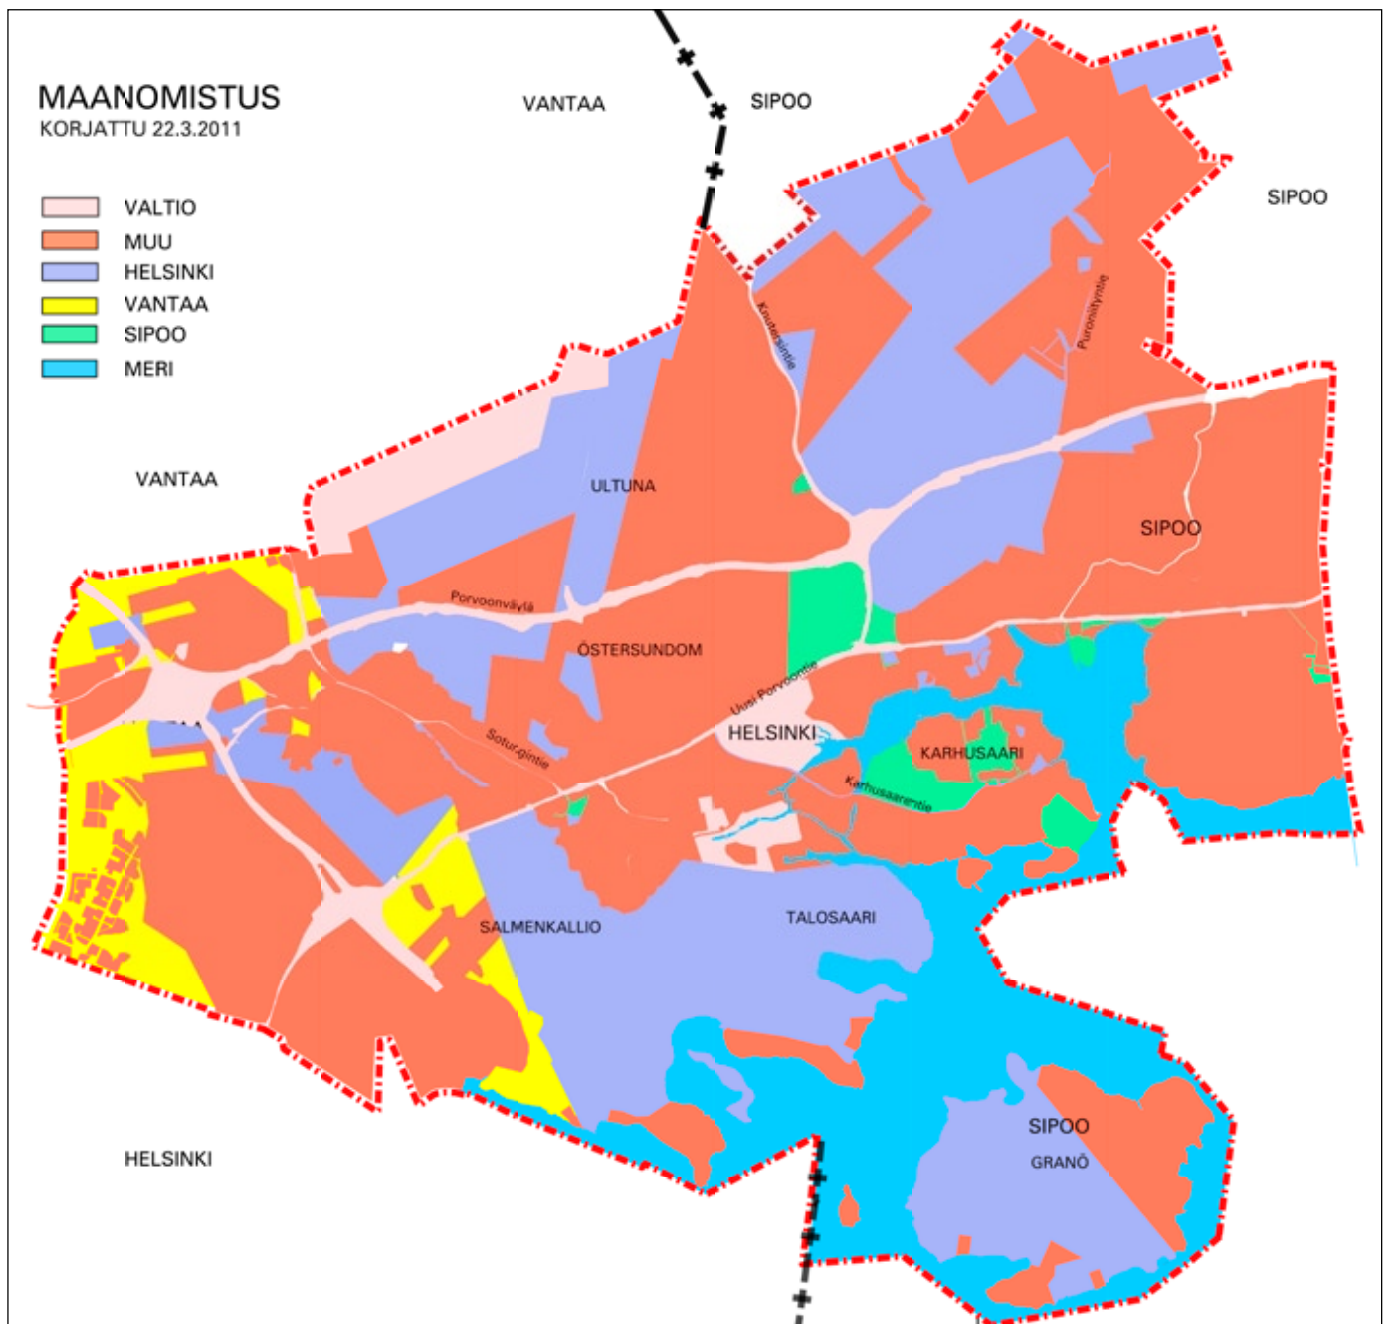 MAANOMISTUS
KORJATTU 22.3.2011
VANTAA
SIPOO
SIPOO
VALTIO
MUU
HELSINKI
VANTAA
SIPOO
MERI
Knutersintie
Puroniityntie
VANTAA
ULTUNA
SIPOO
Porvoonväylä
ÖSTERSUNDOM
Uusi Porvoontie
HELSINKI
Sotungintie
KARHUSAARI
Karhusaarentie
SALMENKALLIO
TALOSAARI
SIPOO
GRANÖ
HELSINKI